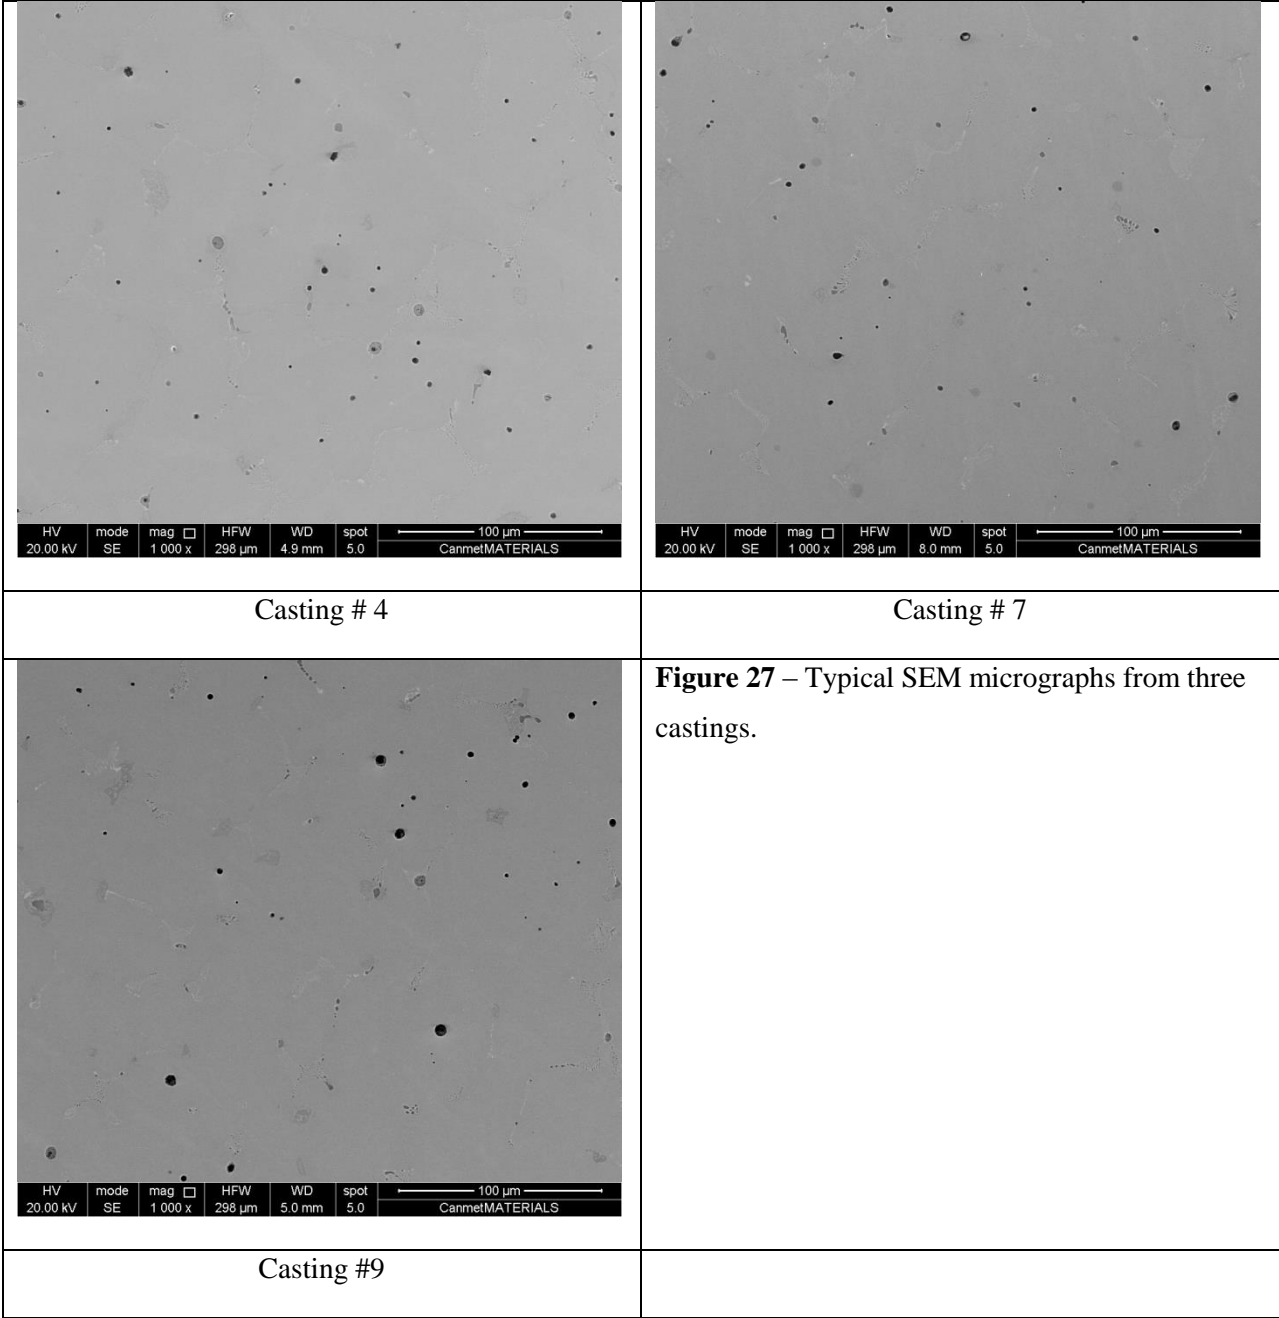 HV mode mag HFW WD spot 100 µm
20.00 kV SE 1 000 x 298 µm 4.9 mm 5.0 CanmetMATERIALS
HV mode mag HFW WD spot 100 µm
20.00 kV SE 1 000 x 298 µm 8.0 mm 5.0 CanmetMATERIALS
Casting # 4
Casting # 7
Figure 27 – Typical SEM micrographs from three
castings.
HV mode mag HFW WD spot 100 µm
20.00 kV SE 1 000 x 298 µm 5.0 mm 5.0 CanmetMATERIALS
Casting #9